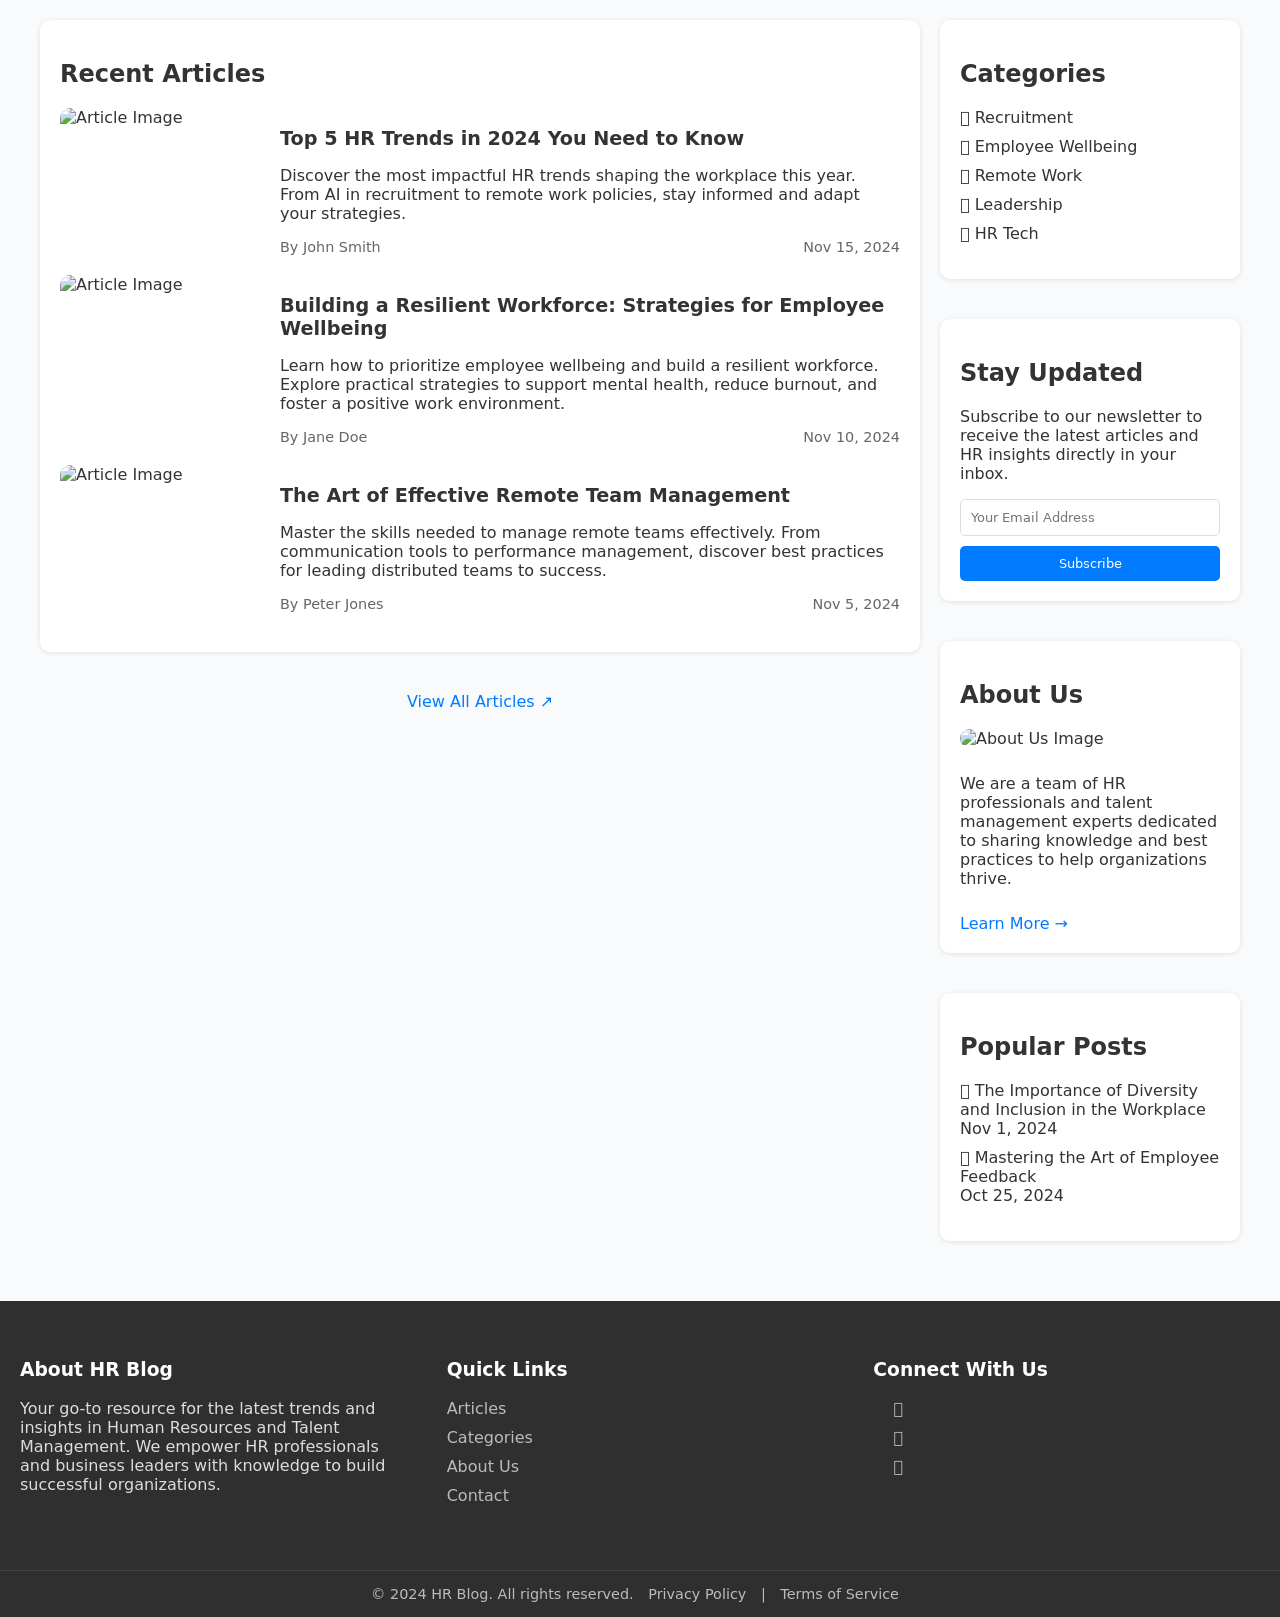 Recent Articles
Article Image
Top 5 HR Trends in 2024 You Need to Know
Discover the most impactful HR trends shaping the workplace this year.
From AI in recruitment to remote work policies, stay informed and adapt
your strategies.
By John Smith
Nov 15, 2024
Article Image
Building a Resilient Workforce: Strategies for Employee
Wellbeing
Learn how to prioritize employee wellbeing and build a resilient workforce.
Explore practical strategies to support mental health, reduce burnout, and
foster a positive work environment.
By Jane Doe
Nov 10, 2024
Article Image
The Art of Effective Remote Team Management
Master the skills needed to manage remote teams effectively. From
communication tools to performance management, discover best practices
for leading distributed teams to success.
By Peter Jones
Nov 5, 2024
View All Articles ↗
Categories
Recruitment
Employee Wellbeing
Remote Work
Leadership
HR Tech
Stay Updated
Subscribe to our newsletter to
receive the latest articles and
HR insights directly in your
inbox.
Your Email Address
Subscribe
About Us
About Us Image
We are a team of HR
professionals and talent
management experts dedicated
to sharing knowledge and best
practices to help organizations
thrive.
Learn More →
Popular Posts
The Importance of Diversity
and Inclusion in the Workplace
Nov 1, 2024
Mastering the Art of Employee
Feedback
Oct 25, 2024
About HR Blog
Your go-to resource for the latest trends and
insights in Human Resources and Talent
Management. We empower HR professionals
and business leaders with knowledge to build
successful organizations.
Quick Links
Articles
Categories
About Us
Contact
Connect With Us
© 2024 HR Blog. All rights reserved. Privacy Policy | Terms of Service